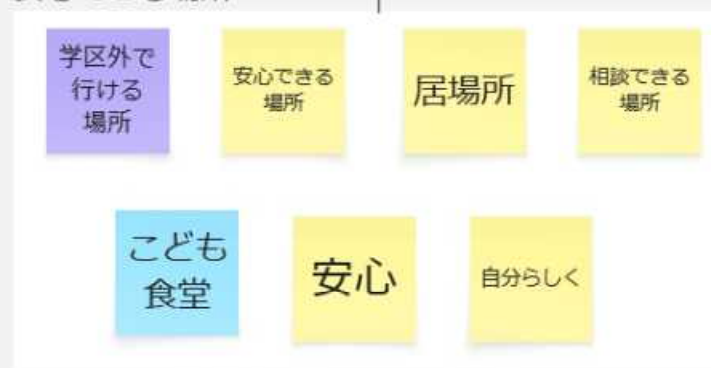 学区外で
行ける
場所
安心できる
場所
居場所
相談できる
場所
こども
食堂
安心
自分らしく